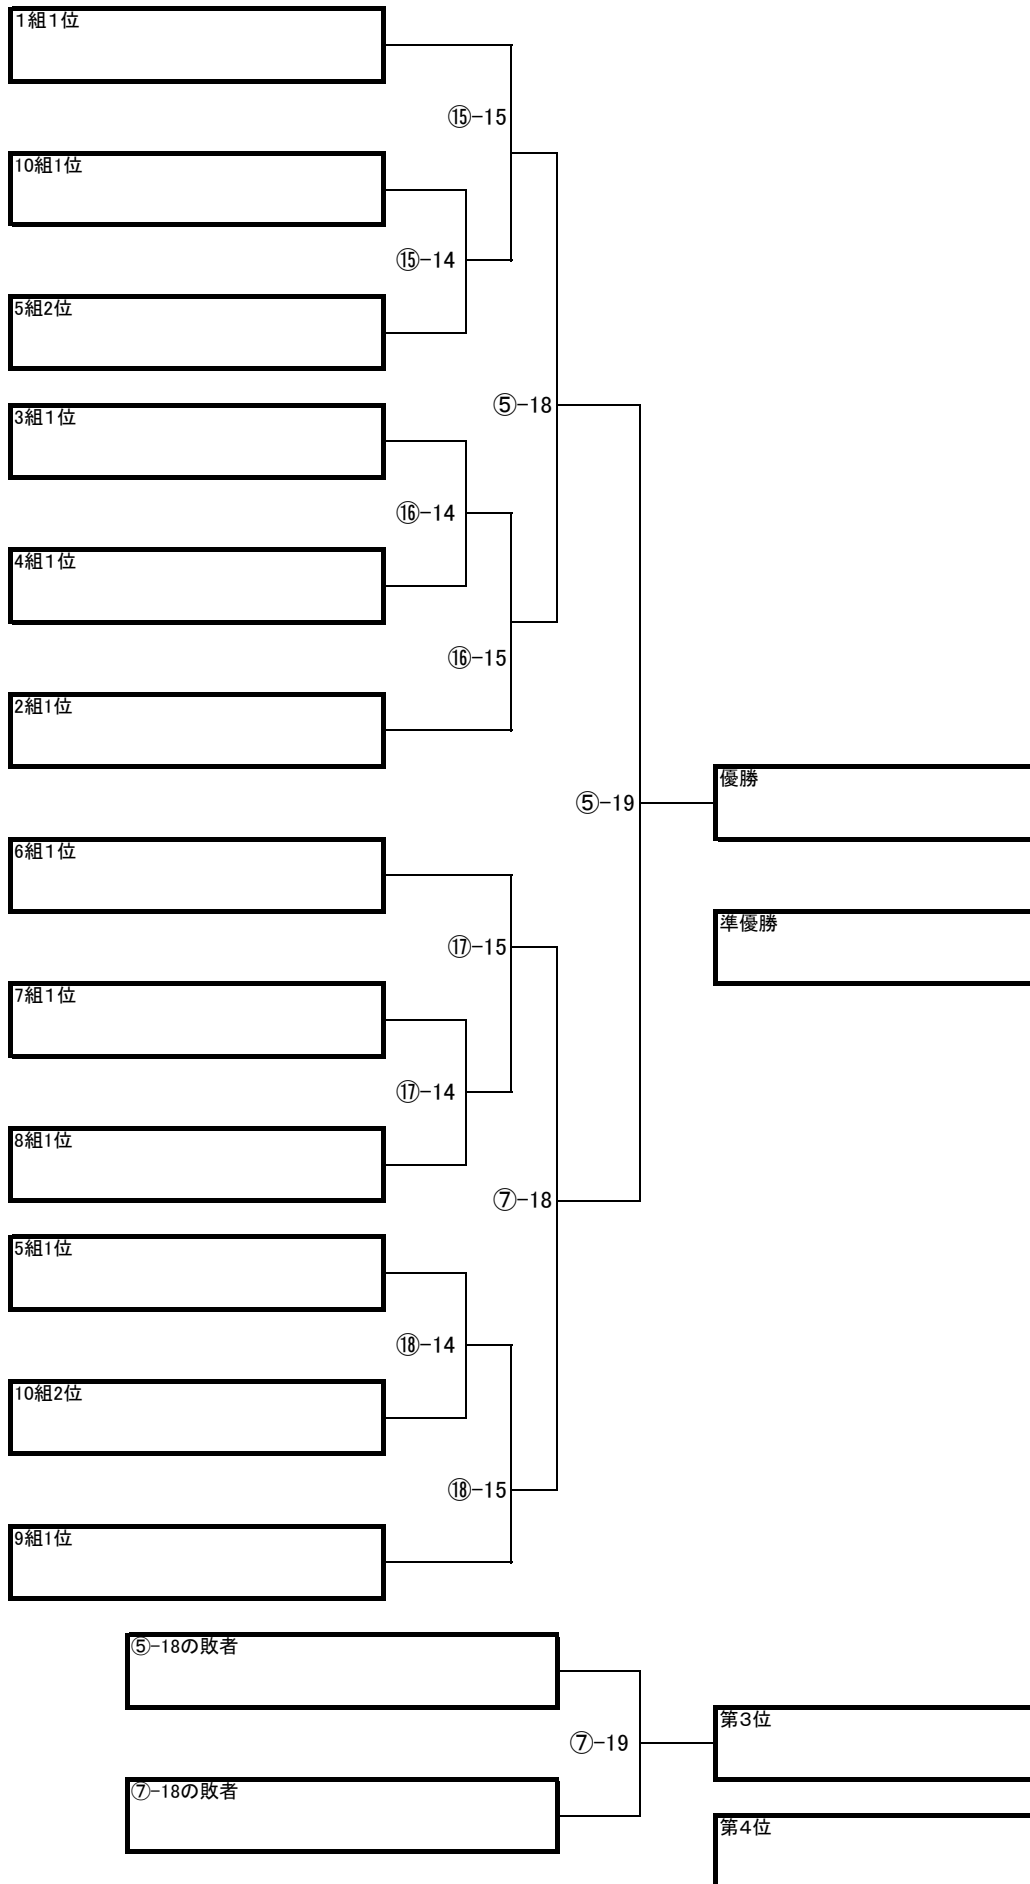 1組1位
⑮-15
10組1位
⑮-14
5組2位
⑤-18
3組1位
⑯-14
4組1位
⑯-15
2組1位
優勝
⑤-19
6組1位
準優勝
⑰-15
7組1位
⑰-14
8組1位
⑦-18
5組1位
⑱-14
10組2位
⑱-15
9組1位
⑤-18の敗者
第3位
⑦-19
⑦-18の敗者
第4位